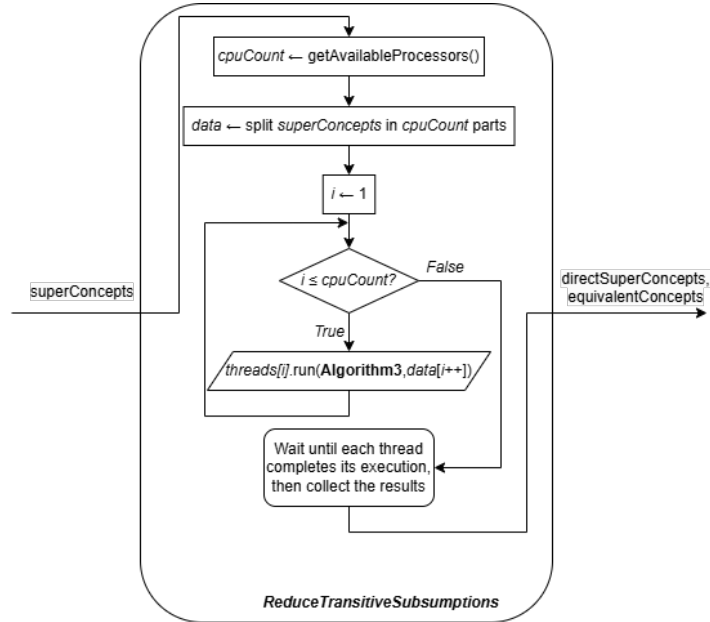 cpuCount ← getAvailableProcessors()
data ← split superConcepts in cpuCount parts
i ← 1
i ≤ cpuCount?
False
True
threads[i].run(Algorithm3,data[i++])
Wait until each thread
completes its execution,
then collect the results
superConcepts
directSuperConcepts,
equivalentConcepts
ReduceTransitiveSubsumptions